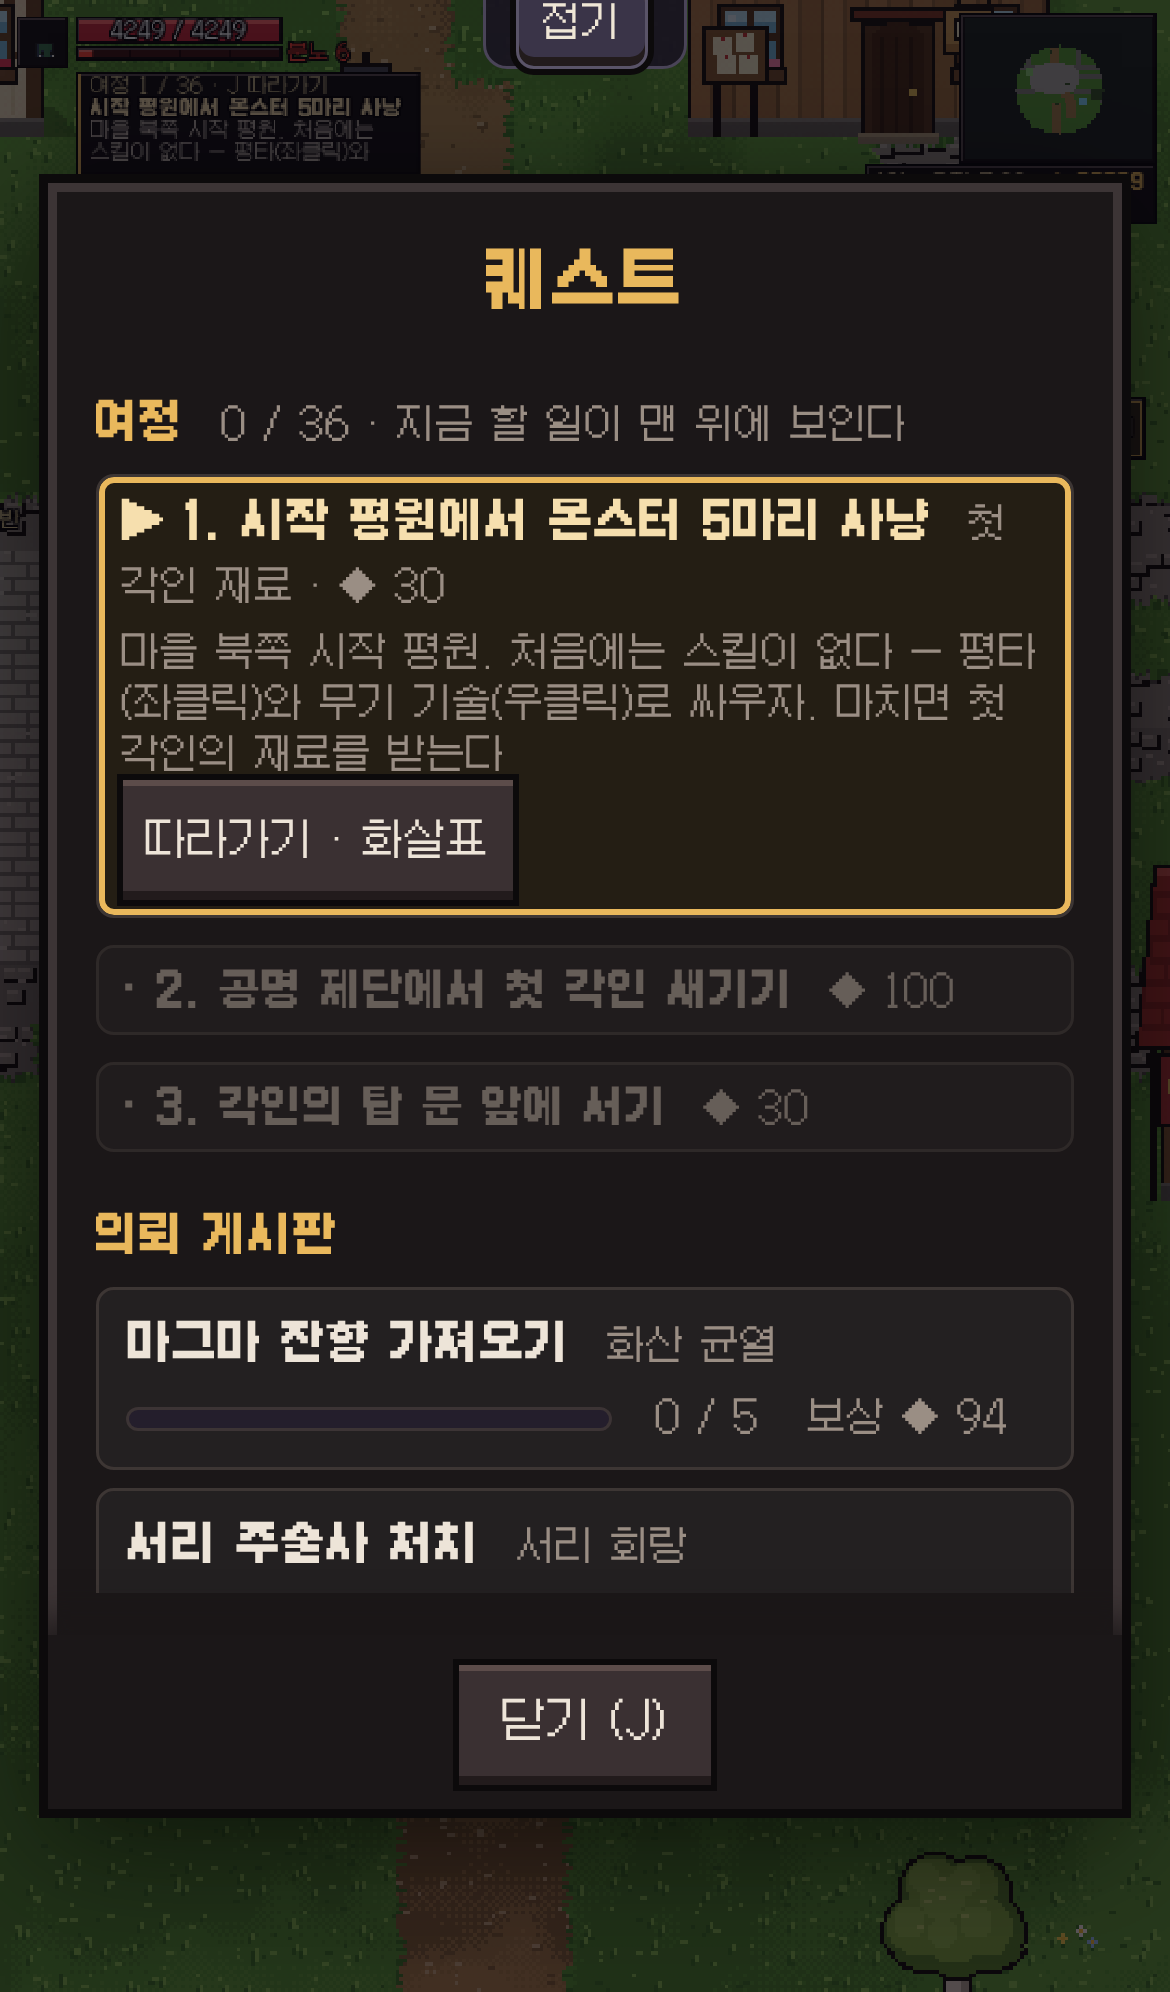 접기
4249 / 4249
분노 6
여정 1 / 36 · J 따라가기
시작 평원에서 몬스터 5마리 사냥
마을 북쪽 시작 평원. 처음에는
스킬이 없다 – 평타(좌클릭)와
퀘스트
여정 0 / 36 · 지금 할 일이 맨 위에 보인다
▶ 1. 시작 평원에서 몬스터 5마리 사냥 첫
각인 재료 · ◆ 30
마을 북쪽 시작 평원. 처음에는 스킬이 없다 – 평타
(좌클릭)와 무기 기술(우클릭)로 싸우자. 마치면 첫
각인의 재료를 받는다
따라가기 · 화살표
· 2. 공명 제단에서 첫 각인 새기기 ◆ 100
· 3. 각인의 탑 문 앞에 서기 ◆ 30
의뢰 게시판
마그마 잔향 가져오기 화산 균열
0 / 5 보상 ◆ 94
서리 주술사 처치 서리 회랑
닫기 (J)